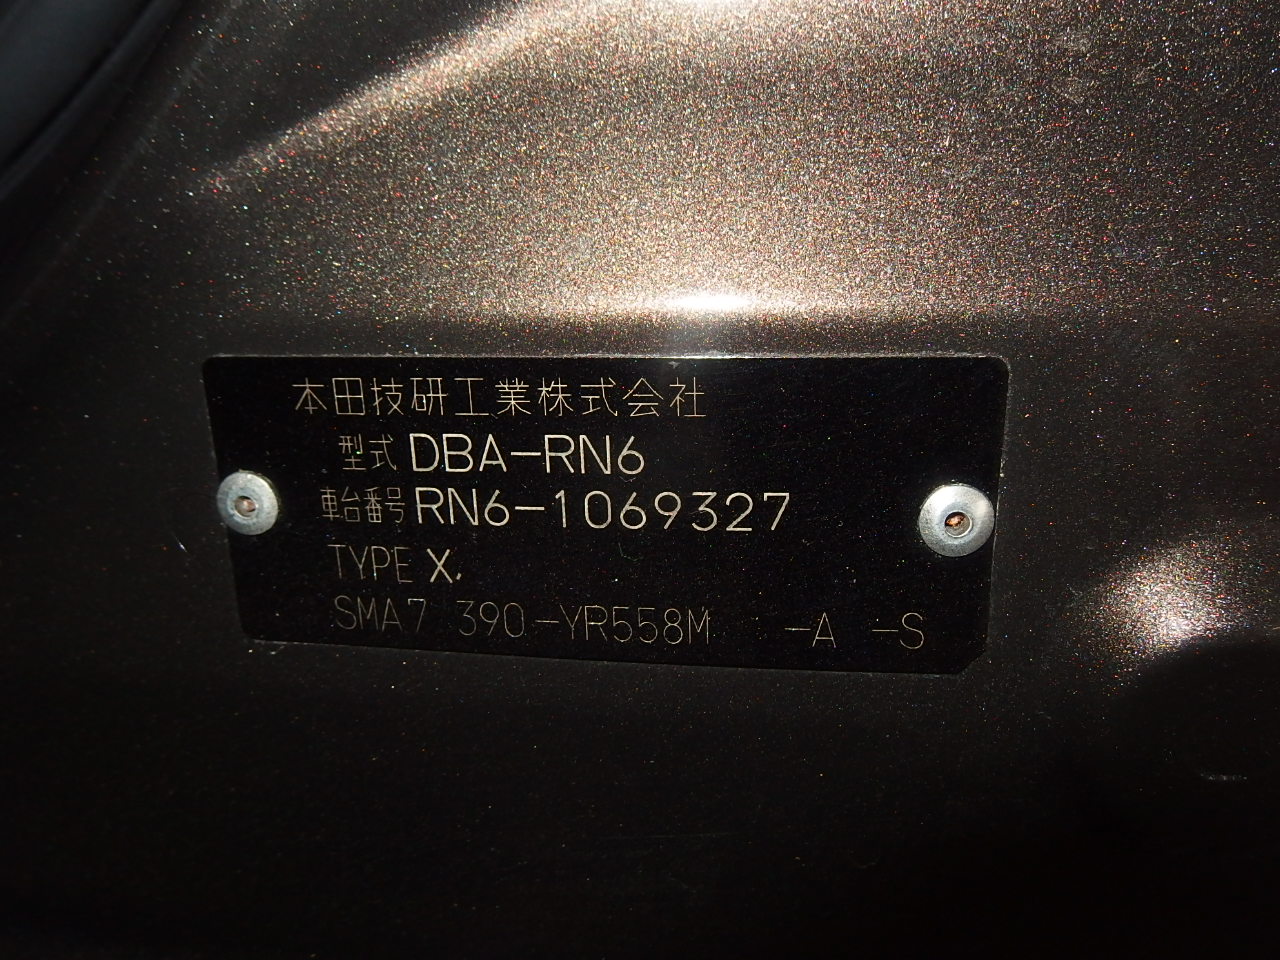 本田技研工業株式会社
型式 DBA-RN6
車台番号 RN6-1069327
TYPE X.
SMA7 390-YR558M -A -S